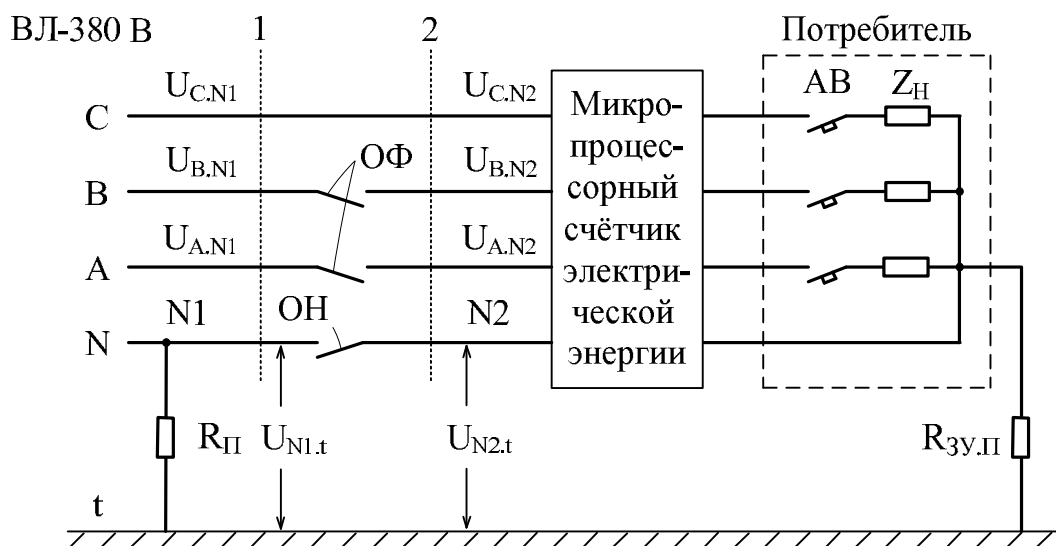 ВЛ-380 В
1
2
Потребитель
C
U_C.N1
U_C.N2
Микро-
процес-
сорный
счётчик
электри-
ческой
энергии
АВ
Z_Н
B
U_B.N1
ОФ
U_B.N2
A
U_A.N1
U_A.N2
N
N1
ОН
N2
R_П
U_N1.t
U_N2.t
R_ЗУ.П
t